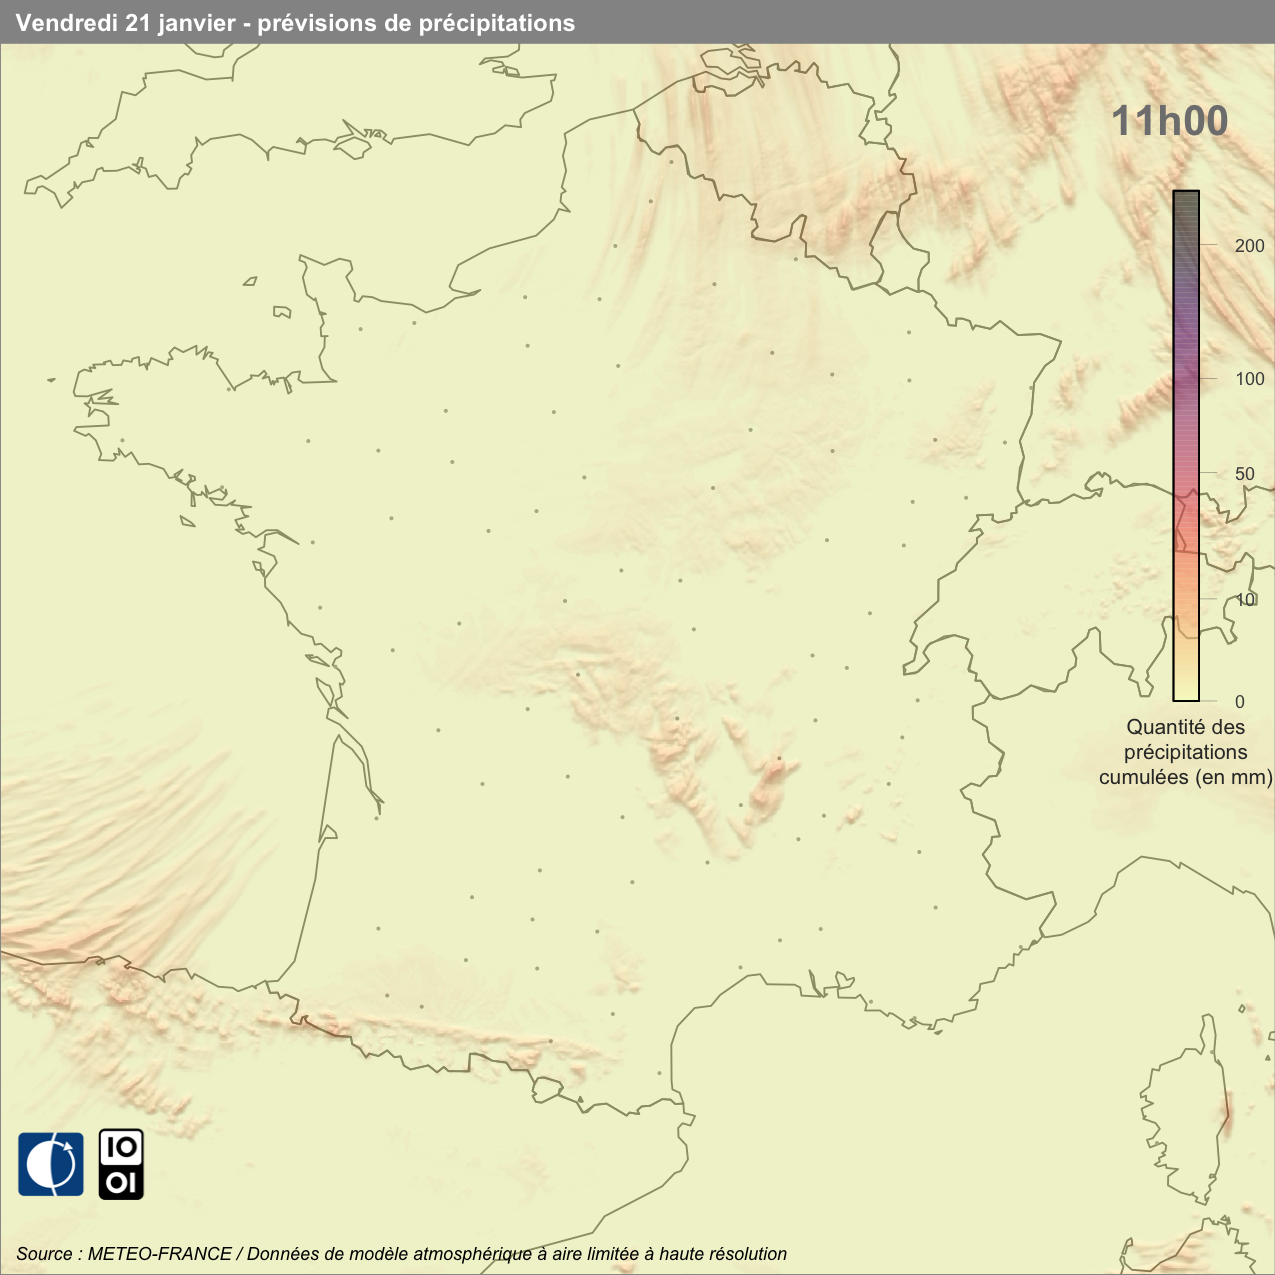 Vendredi 21 janvier - prévisions de précipitations
11h00
200
100
50
10
0
Quantité des
précipitations
cumulées (en mm)
IO
OI
Source : METEO-FRANCE / Données de modèle atmosphérique à aire limitée à haute résolution